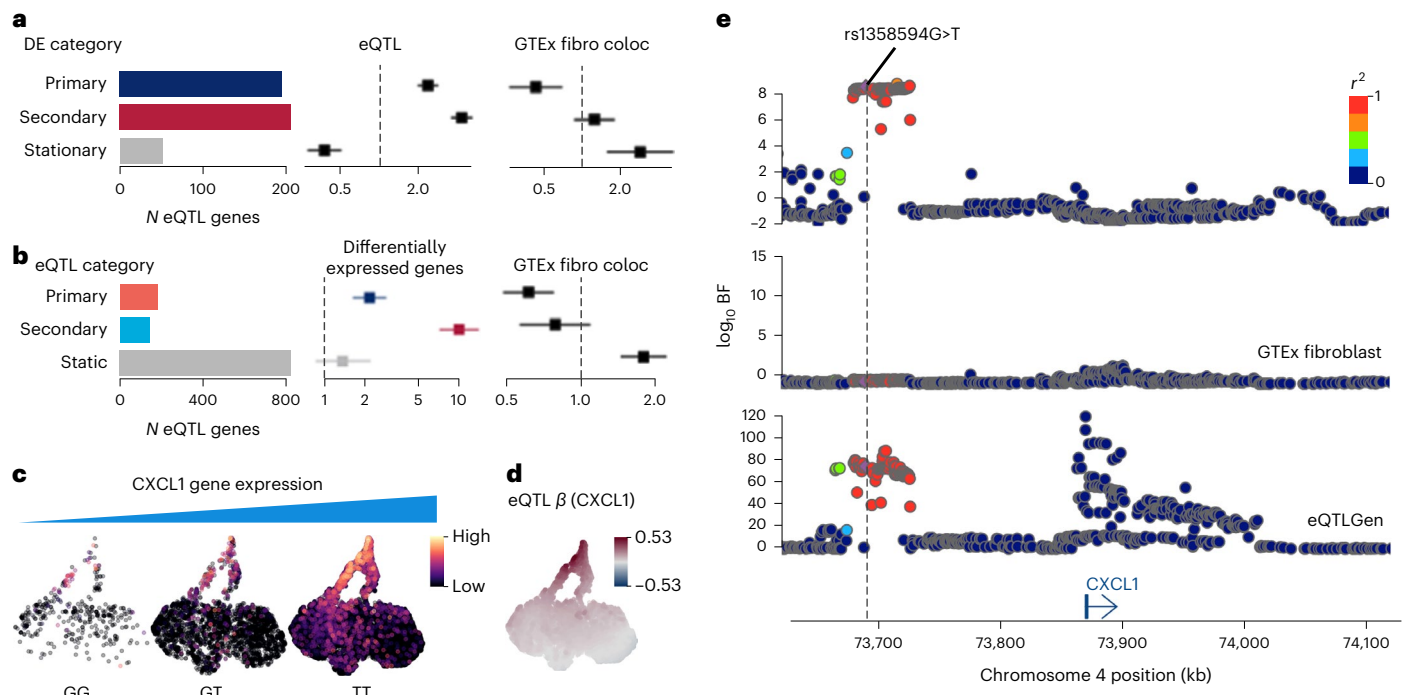 a
DE category
eQTL
GTEx fibro coloc
Primary
Secondary
Stationary
0 100 200
0.5 2.0
0.5 2.0
N eQTL genes
b
eQTL category
Differentially
expressed genes
GTEx fibro coloc
Primary
Secondary
Static
0 400 800
1 2 5 10
0.5 1.0 2.0
N eQTL genes
c
CXCL1 gene expression
High
Low
GG GT TT
d
eQTL β (CXCL1)
0.53
−0.53
e
rs1358594G>T
r²
1
0
8
6
4
2
0
−2
log₁₀ BF
15
10
5
0
GTEx fibroblast
120
100
80
60
40
20
0
eQTLGen
CXCL1
73,700 73,800 73,900 74,000 74,100
Chromosome 4 position (kb)